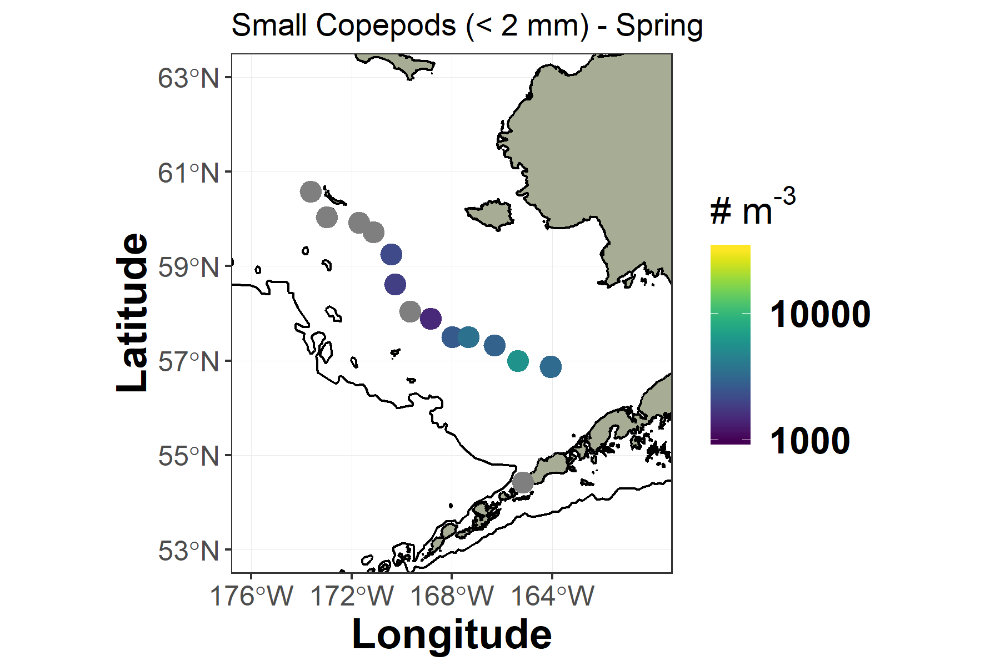 Small Copepods (< 2 mm) - Spring
63°N
61°N
59°N
57°N
55°N
53°N
Latitude
176°W 172°W 168°W 164°W
Longitude
# m⁻³
10000
1000